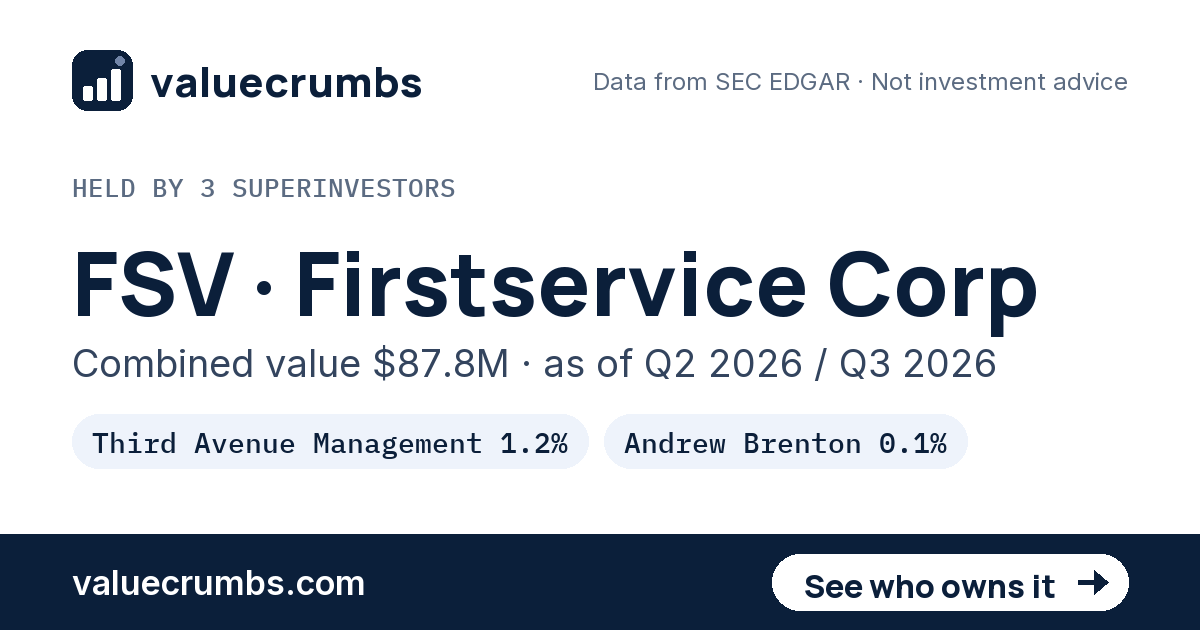 valuecrumbs
Data from SEC EDGAR · Not investment advice
HELD BY 3 SUPERINVESTORS
FSV · Firstservice Corp
Combined value $87.8M · as of Q2 2026 / Q3 2026
Third Avenue Management 1.2%
Andrew Brenton 0.1%
valuecrumbs.com
See who owns it